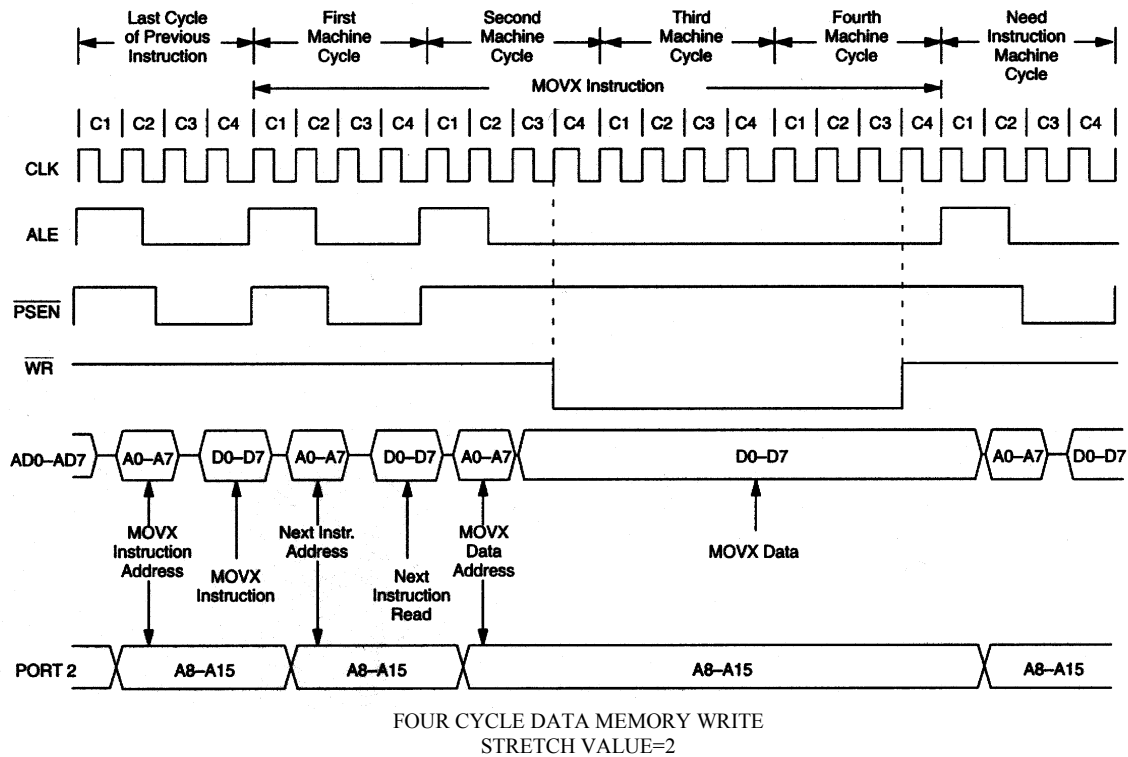 Last Cycle
of Previous
Instruction
First
Machine
Cycle
Second
Machine
Cycle
Third
Machine
Cycle
Fourth
Machine
Cycle
Need
Instruction
Machine
Cycle
MOVX Instruction
C1 C2 C3 C4 C1 C2 C3 C4 C1 C2 C3 C4 C1 C2 C3 C4 C1 C2 C3 C4 C1 C2 C3 C4
CLK
ALE
PSEN
WR
AD0–AD7 A0–A7 D0–D7 A0–A7 D0–D7 A0–A7 D0–D7 A0–A7 D0–D7
MOVX
Instruction
Address
MOVX
Instruction
Next Instr.
Address
Next
Instruction
Read
MOVX
Data
Address
MOVX Data
PORT 2 A8–A15 A8–A15 A8–A15 A8–A15
FOUR CYCLE DATA MEMORY WRITE
STRETCH VALUE=2